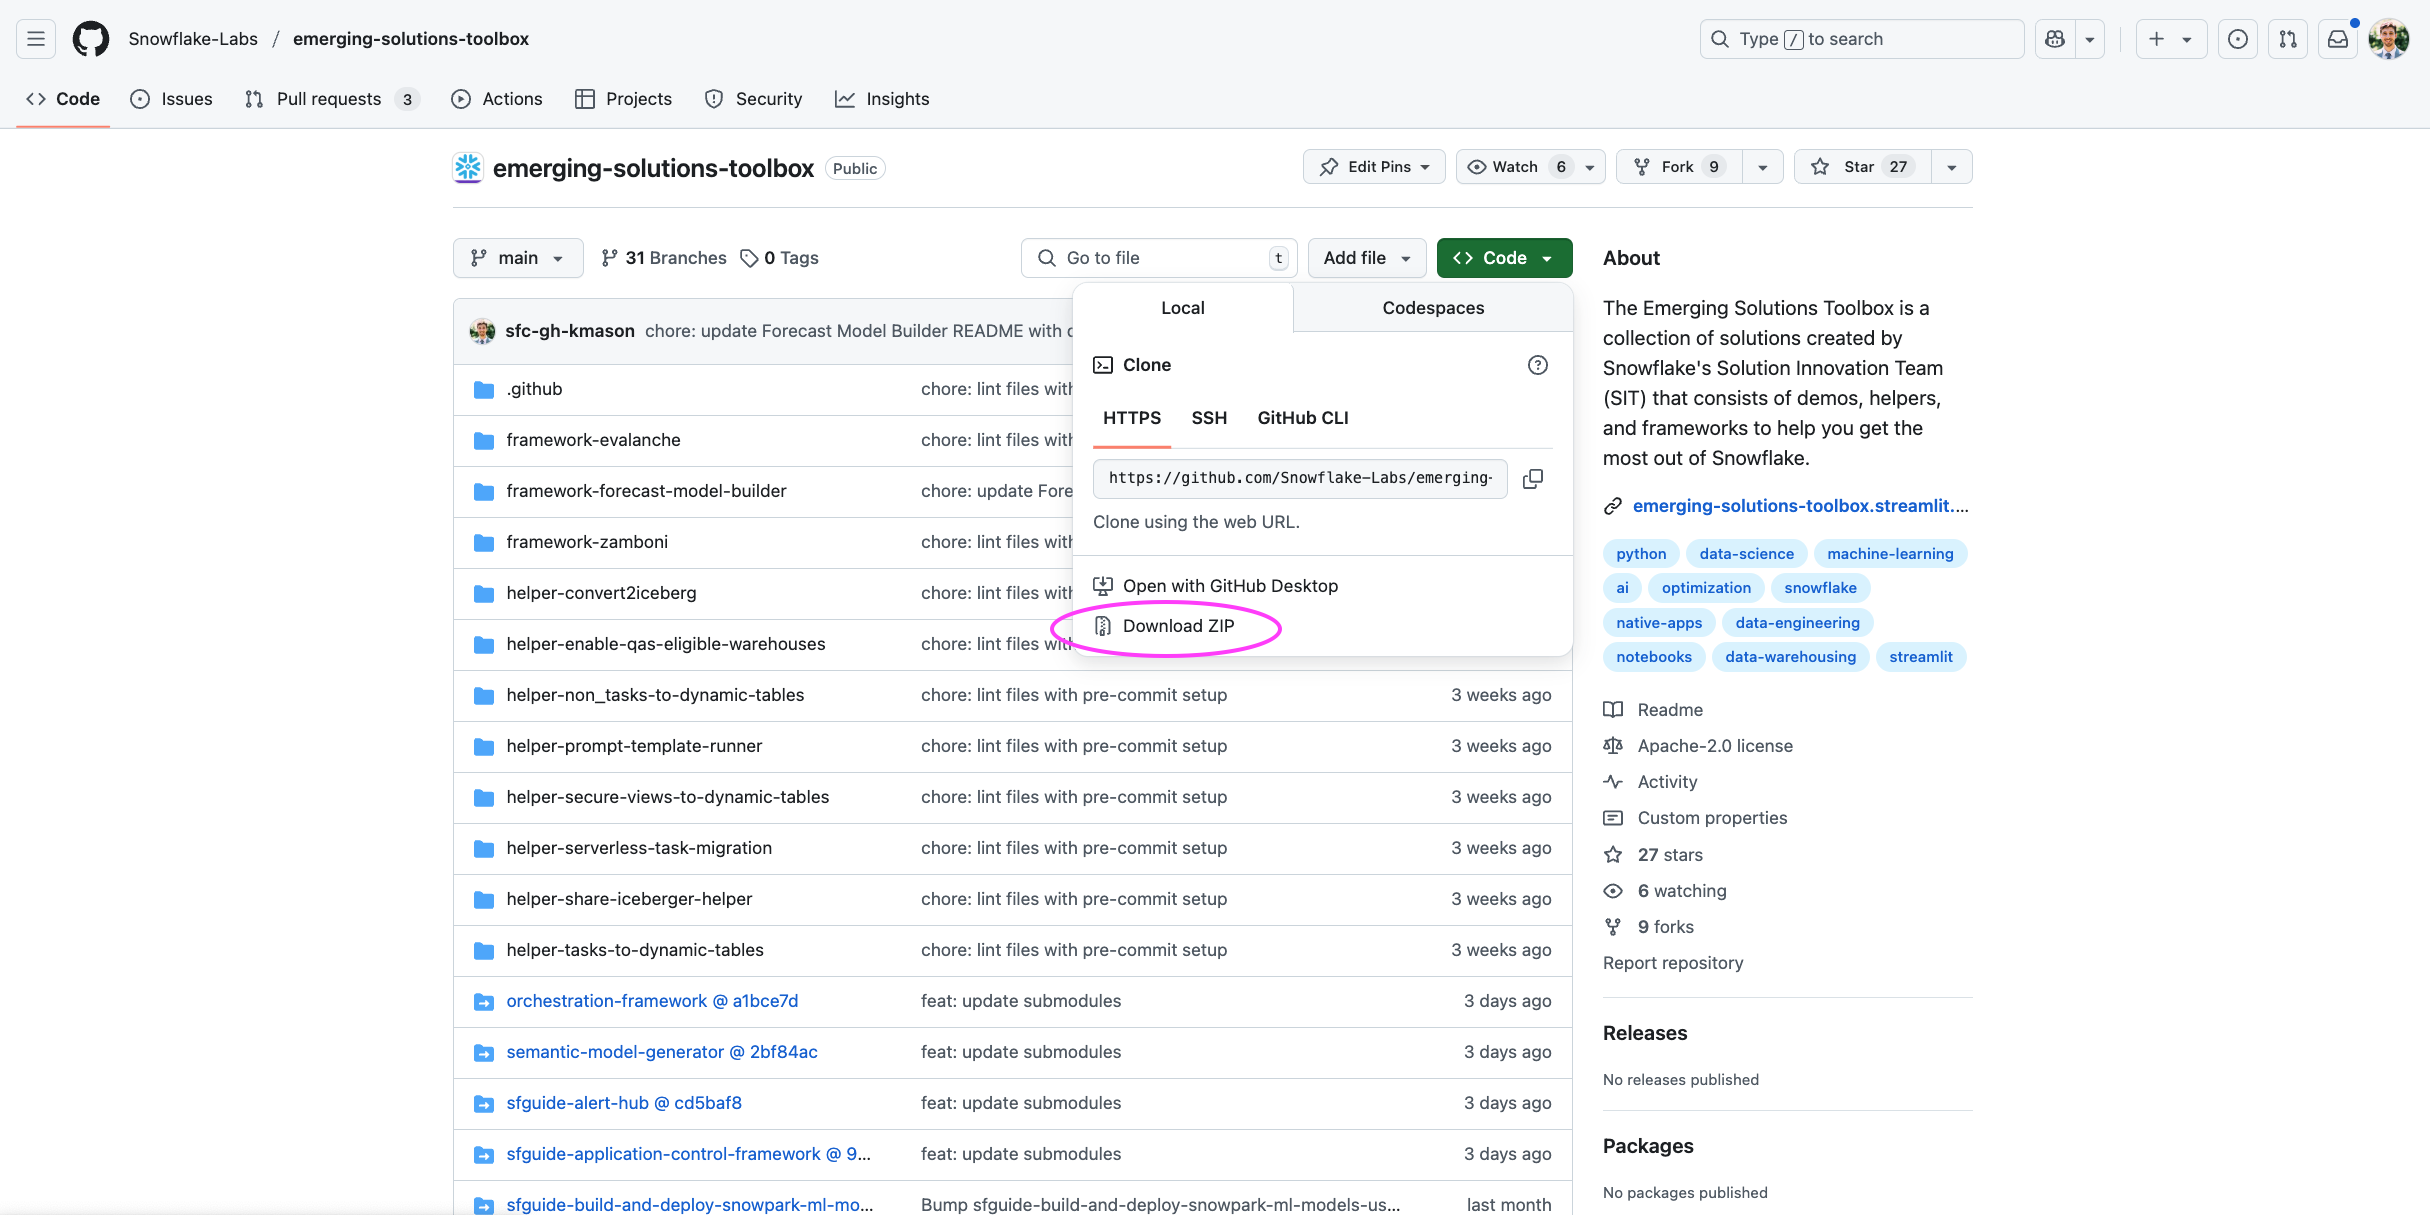 Snowflake-Labs / emerging-solutions-toolbox
Type / to search
Code Issues Pull requests 3 Actions Projects Security Insights
emerging-solutions-toolbox Public
Edit Pins Watch 6 Fork 9 Star 27
main 31 Branches 0 Tags Go to file t Add file Code
Local Codespaces
Clone
HTTPS SSH GitHub CLI
https://github.com/Snowflake-Labs/emerging-
Clone using the web URL.
Open with GitHub Desktop
Download ZIP
sfc-gh-kmason chore: update Forecast Model Builder README with
.github chore: lint files with
framework-evalanche chore: lint files with
framework-forecast-model-builder chore: update Fore
framework-zamboni chore: lint files with
helper-convert2iceberg chore: lint files with
helper-enable-qas-eligible-warehouses chore: lint files with
helper-non_tasks-to-dynamic-tables chore: lint files with pre-commit setup 3 weeks ago
helper-prompt-template-runner chore: lint files with pre-commit setup 3 weeks ago
helper-secure-views-to-dynamic-tables chore: lint files with pre-commit setup 3 weeks ago
helper-serverless-task-migration chore: lint files with pre-commit setup 3 weeks ago
helper-share-iceberger-helper chore: lint files with pre-commit setup 3 weeks ago
helper-tasks-to-dynamic-tables chore: lint files with pre-commit setup 3 weeks ago
orchestration-framework @ a1bce7d feat: update submodules 3 days ago
semantic-model-generator @ 2bf84ac feat: update submodules 3 days ago
sfguide-alert-hub @ cd5baf8 feat: update submodules 3 days ago
sfguide-application-control-framework @ 9... feat: update submodules 3 days ago
sfguide-build-and-deploy-snowpark-ml-mo... Bump sfguide-build-and-deploy-snowpark-ml-models-us... last month
About
The Emerging Solutions Toolbox is a
collection of solutions created by
Snowflake's Solution Innovation Team
(SIT) that consists of demos, helpers,
and frameworks to help you get the
most out of Snowflake.
emerging-solutions-toolbox.streamlit....
python data-science machine-learning
ai optimization snowflake
native-apps data-engineering
notebooks data-warehousing streamlit
Readme
Apache-2.0 license
Activity
Custom properties
27 stars
6 watching
9 forks
Report repository
Releases
No releases published
Packages
No packages published